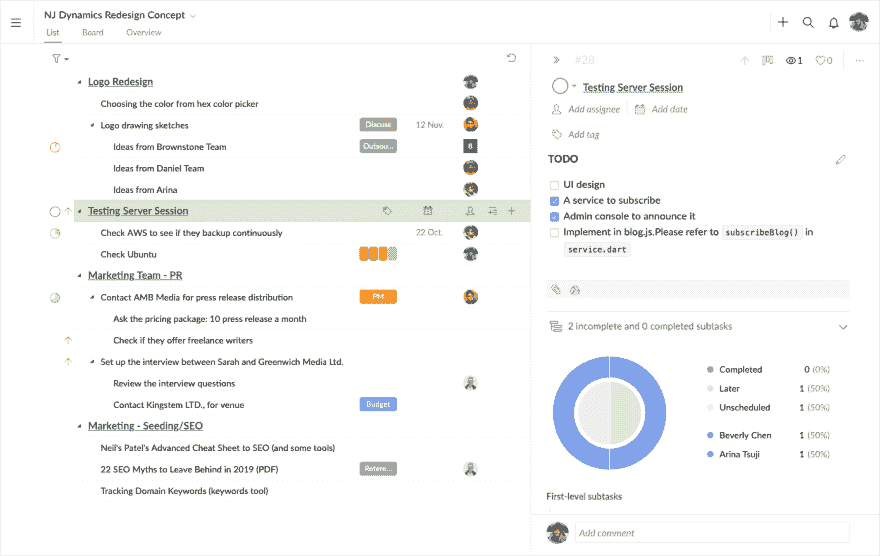 NJ Dynamics Redesign Concept
List Board Overview
Logo Redesign
Choosing the color from hex color picker
Logo drawing sketches Discuss 12 Nov.
Ideas from Brownstone Team Outsou... 8
Ideas from Daniel Team
Ideas from Arina
Testing Server Session
Check AWS to see if they backup continuously 22 Oct.
Check Ubuntu
Marketing Team - PR
Contact AMB Media for press release distribution PM
Ask the pricing package: 10 press release a month
Check if they offer freelance writers
Set up the interview between Sarah and Greenwich Media Ltd.
Review the interview questions
Contact Kingstem LTD., for venue Budget
Marketing - Seeding/SEO
Neil's Patel's Advanced Cheat Sheet to SEO (and some tools)
22 SEO Myths to Leave Behind in 2019 (PDF) Refere...
Tracking Domain Keywords (keywords tool)
#28 1 0
Testing Server Session
Add assignee Add date
Add tag
TODO
UI design
A service to subscribe
Admin console to announce it
Implement in blog.js.Please refer to subscribeBlog() in
service.dart
2 incomplete and 0 completed subtasks
Completed 0 (0%)
Later 1 (50%)
Unscheduled 1 (50%)
Beverly Chen 1 (50%)
Arina Tsuji 1 (50%)
First-level subtasks
Add comment